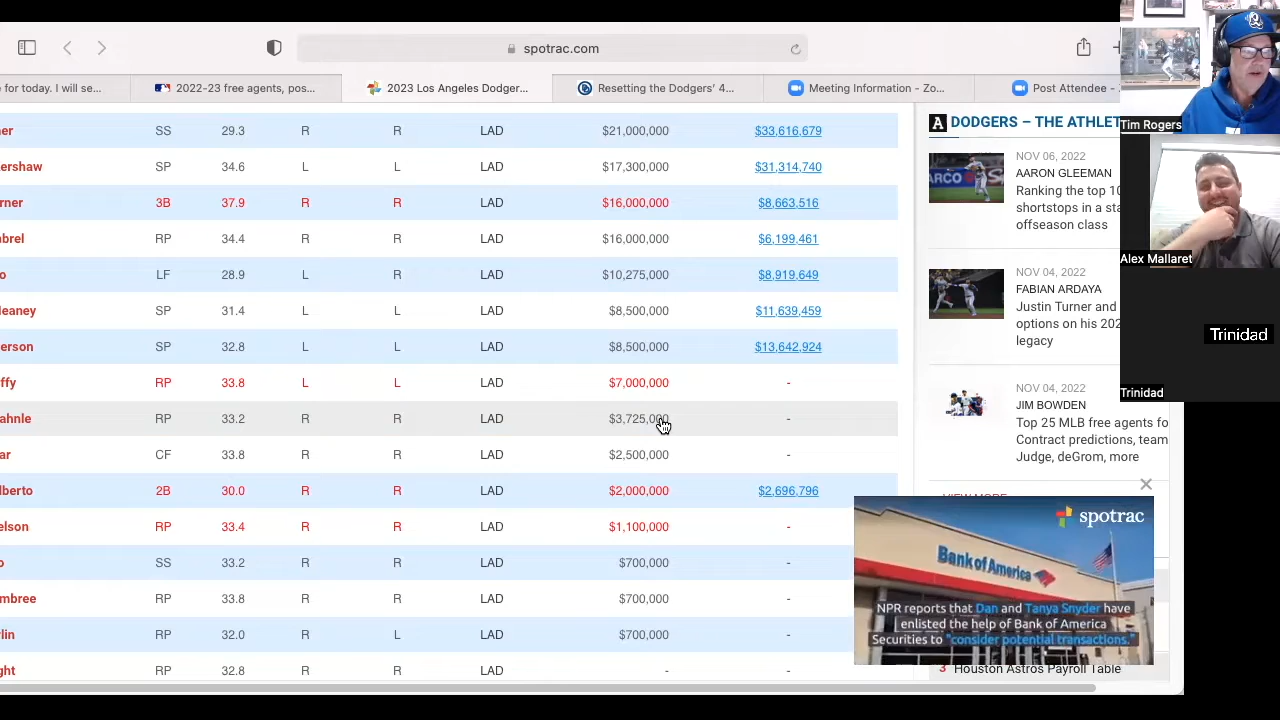 spotrac.com
e for today. I will se...
2022-23 free agents, pos...
2023 Los Angeles Dodger...
Resetting the Dodgers' 4...
Meeting Information - Zo...
Post Attendee -
ner SS 29.3 R R LAD $21,000,000 $33,616,679
ershaw SP 34.6 L L LAD $17,300,000 $31,314,740
rner 3B 37.9 R R LAD $16,000,000 $8,663,516
nbrel RP 34.4 R R LAD $16,000,000 $6,199,461
o LF 28.9 L R LAD $10,275,000 $8,919,649
leaney SP 31.4 L L LAD $8,500,000 $11,639,459
erson SP 32.8 L L LAD $8,500,000 $13,642,924
ffy RP 33.8 L L LAD $7,000,000 -
ahnle RP 33.2 R R LAD $3,725,000 -
ar CF 33.8 R R LAD $2,500,000 -
lberto 2B 30.0 R R LAD $2,000,000 $2,696,796
elson RP 33.4 R R LAD $1,100,000 -
o SS 33.2 R R LAD $700,000 -
mbree RP 33.8 R R LAD $700,000 -
rlin RP 32.0 R L LAD $700,000 -
ght RP 32.8 R R LAD - -
A DODGERS – THE ATHLET
NOV 06, 2022
AARON GLEEMAN
Ranking the top 10
shortstops in a sta
offseason class
NOV 04, 2022
FABIAN ARDAYA
Justin Turner and
options on his 202
legacy
NOV 04, 2022
JIM BOWDEN
Top 25 MLB free agents fo
Contract predictions, team
Judge, deGrom, more
VIEW MORE
spotrac
Bank of America
NPR reports that Dan and Tanya Snyder have
enlisted the help of Bank of America
Securities to "consider potential transactions."
3 Houston Astros Payroll Table
Tim Rogers
Alex Mallaret
Trinidad
Trinidad